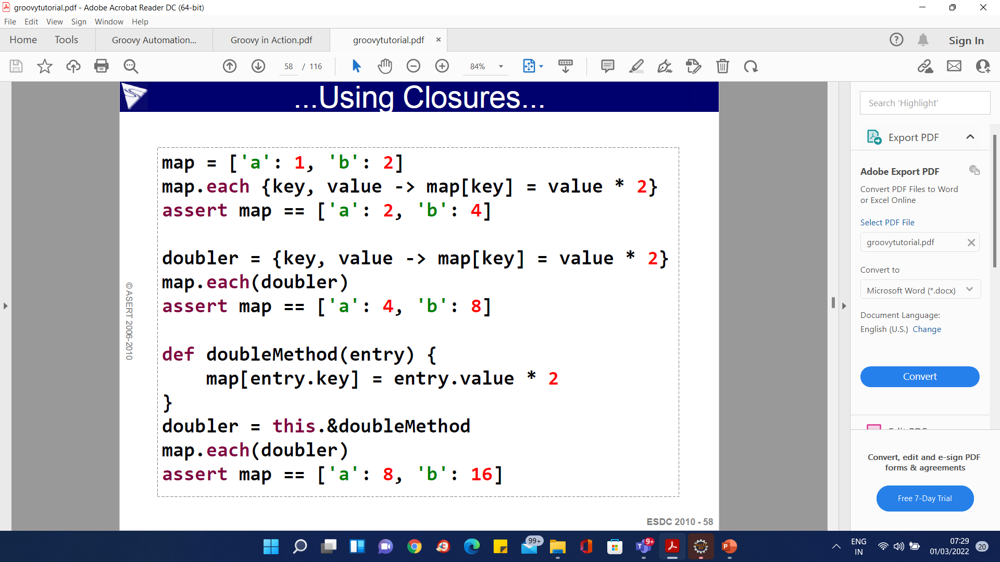 groovytutorial.pdf - Adobe Acrobat Reader DC (64-bit)
File Edit View Sign Window Help
Home Tools Groovy Automation... Groovy in Action.pdf groovytutorial.pdf × Sign In
58 / 116 84%
...Using Closures...
map = ['a': 1, 'b': 2]
map.each {key, value -> map[key] = value * 2}
assert map == ['a': 2, 'b': 4]
doubler = {key, value -> map[key] = value * 2}
map.each(doubler)
assert map == ['a': 4, 'b': 8]
def doubleMethod(entry) {
map[entry.key] = entry.value * 2
}
doubler = this.&doubleMethod
map.each(doubler)
assert map == ['a': 8, 'b': 16]
© ASERT 2006-2010
ESDC 2010 - 58
Search 'Highlight'
Export PDF
Adobe Export PDF
Convert PDF Files to Word
or Excel Online
Select PDF File
groovytutorial.pdf
Convert to
Microsoft Word (*.docx)
Document Language:
English (U.S.) Change
Convert
Edit PDF
Convert, edit and e-sign PDF
forms & agreements
Free 7-Day Trial
99+
9+
ENG
IN
07:29
01/03/2022
20